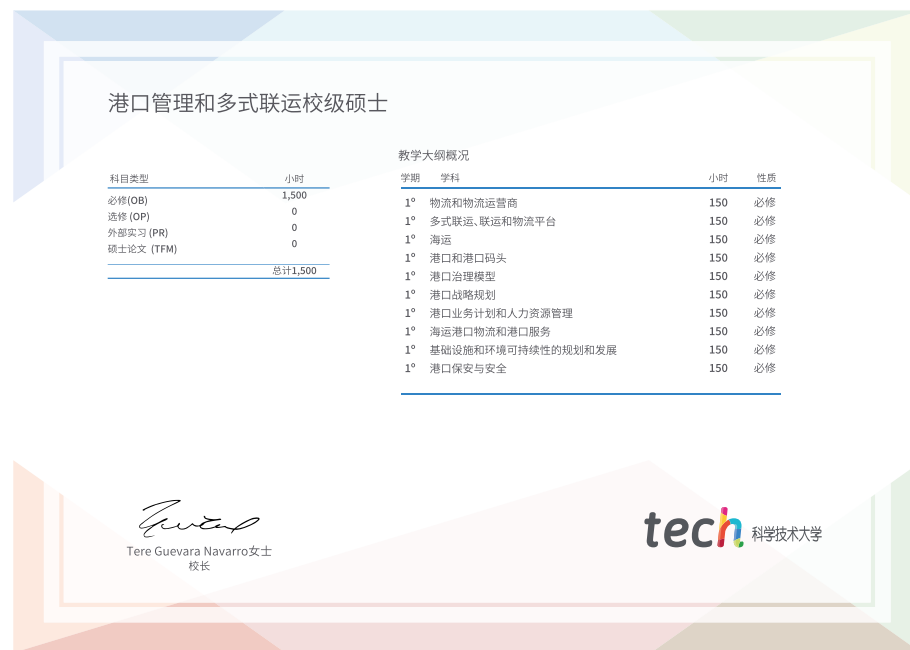 港口管理和多式联运校级硕士
科目类型 小时
必修(OB) 1,500
选修 (OP) 0
外部实习 (PR) 0
硕士论文 (TFM) 0
总计1,500
教学大纲概况
学期 学科 小时 性质
1º 物流和物流运营商 150 必修
1º 多式联运、联运和物流平台 150 必修
1º 海运 150 必修
1º 港口和港口码头 150 必修
1º 港口治理模型 150 必修
1º 港口战略规划 150 必修
1º 港口业务计划和人力资源管理 150 必修
1º 海运港口物流和港口服务 150 必修
1º 基础设施和环境可持续性的规划和发展 150 必修
1º 港口保安与安全 150 必修
Tere Guevara Navarro女士
校长
tech 科学技术大学